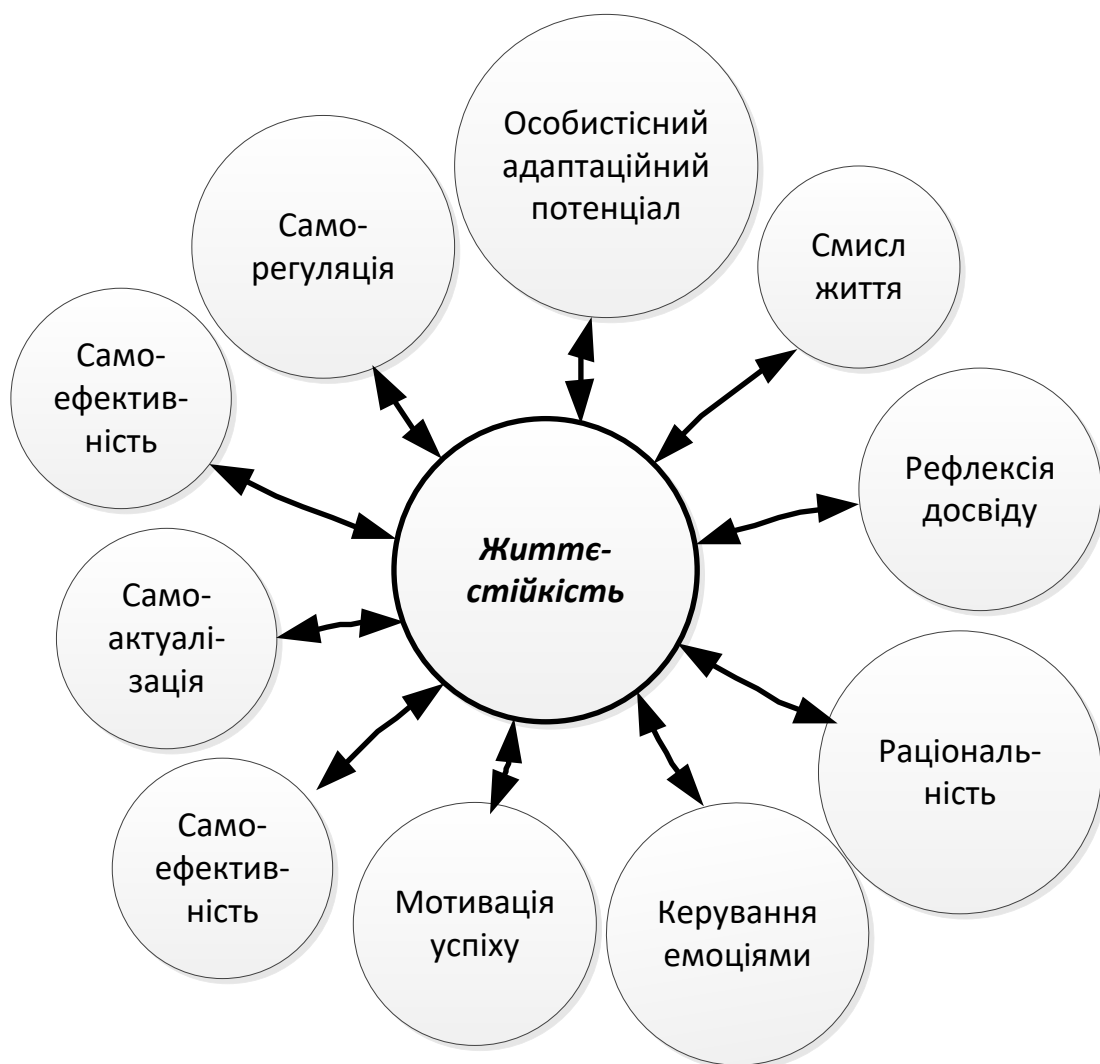 Особистісний
адаптаційний
потенціал
Само-
регуляція
Смисл
життя
Само-
ефектив-
ність
Рефлексія
досвіду
Життє-
стійкість
Само-
актуалі-
зація
Раціональ-
ність
Само-
ефектив-
ність
Мотивація
успіху
Керування
емоціями